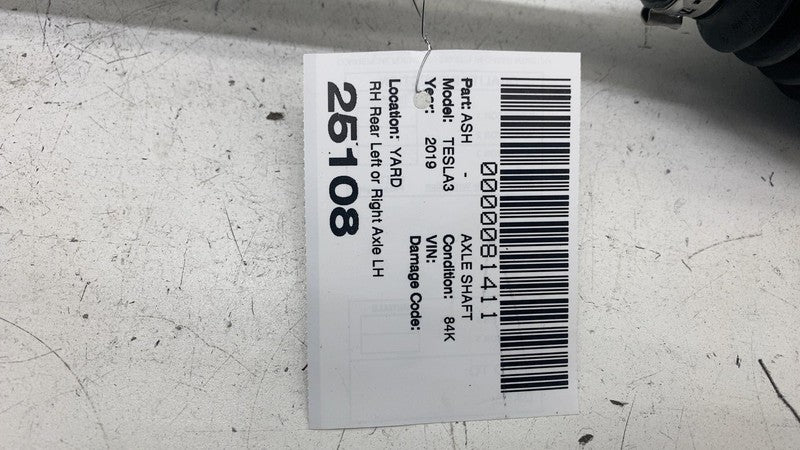 0000081411
Part: ASH - AXLE SHAFT
Model: TESLA3 Condition: 84K
Year: 2019 VIN:
Damage Code:
Location: YARD
RH Rear Left or Right Axle LH
25108